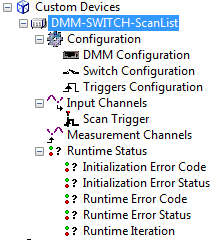 Custom Devices
DMM-SWITCH-ScanList
Configuration
DMM Configuration
Switch Configuration
Triggers Configuration
Input Channels
Scan Trigger
Measurement Channels
Runtime Status
Initialization Error Code
Initialization Error Status
Runtime Error Code
Runtime Error Status
Runtime Iteration